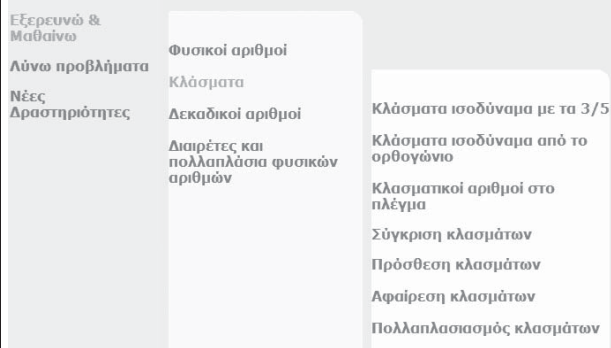 Εξερευνώ &
Μαθαίνω
Λύνω προβλήματα
Νέες
Δραστηριότητες
Φυσικοί αριθμοί
Κλάσματα
Δεκαδικοί αριθμοί
Διαιρέτες και
πολλαπλάσια φυσικών
αριθμών
Κλάσματα ισοδύναμα με τα 3/5
Κλάσματα ισοδύναμα από το
ορθογώνιο
Κλασματικοί αριθμοί στο
πλέγμα
Σύγκριση κλασμάτων
Πρόσθεση κλασμάτων
Αφαίρεση κλασμάτων
Πολλαπλασιασμός κλασμάτων